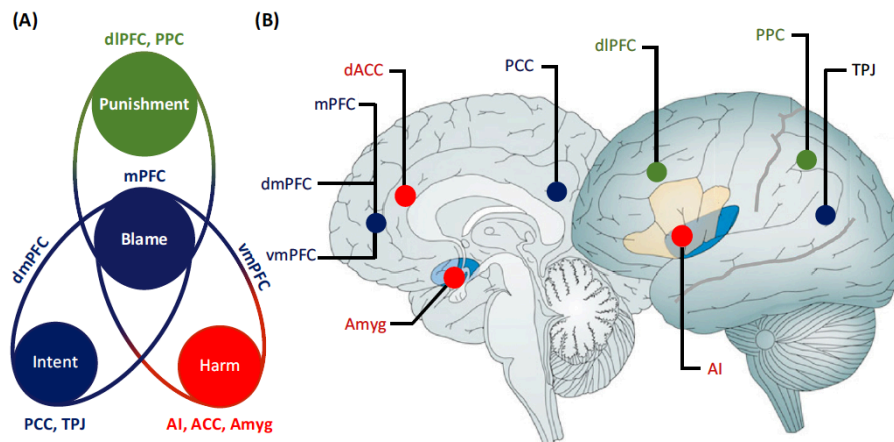 (A)
dlPFC, PPC
Punishment
mPFC
Blame
dmPFC
vmPFC
Intent
Harm
PCC, TPJ
AI, ACC, Amyg
(B)
dACC
mPFC
dmPFC
vmPFC
Amyg
PCC
dlPFC
PPC
TPJ
AI